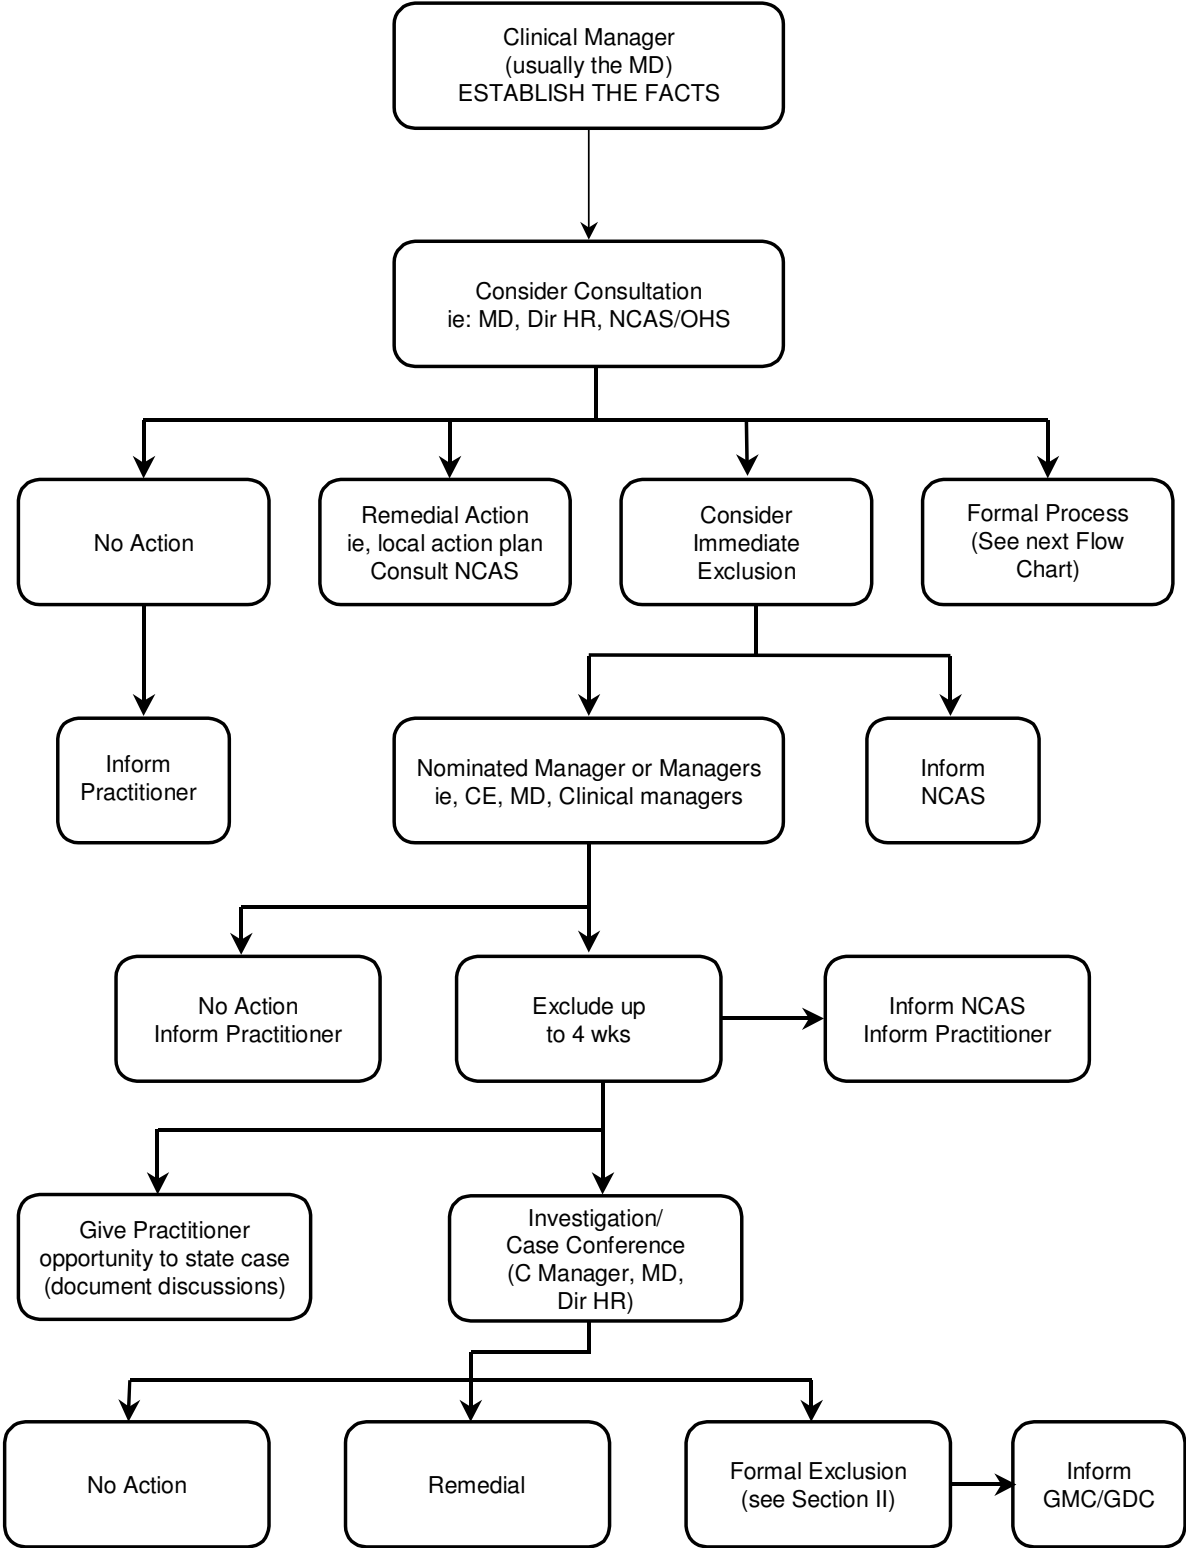 Clinical Manager
(usually the MD)
ESTABLISH THE FACTS
Consider Consultation
ie: MD, Dir HR, NCAS/OHS
No Action
Remedial Action
ie, local action plan
Consult NCAS
Consider
Immediate
Exclusion
Formal Process
(See next Flow
Chart)
Inform
Practitioner
Nominated Manager or Managers
ie, CE, MD, Clinical managers
Inform
NCAS
No Action
Inform Practitioner
Exclude up
to 4 wks
Inform NCAS
Inform Practitioner
Give Practitioner
opportunity to state case
(document discussions)
Investigation/
Case Conference
(C Manager, MD,
Dir HR)
No Action
Remedial
Formal Exclusion
(see Section II)
Inform
GMC/GDC